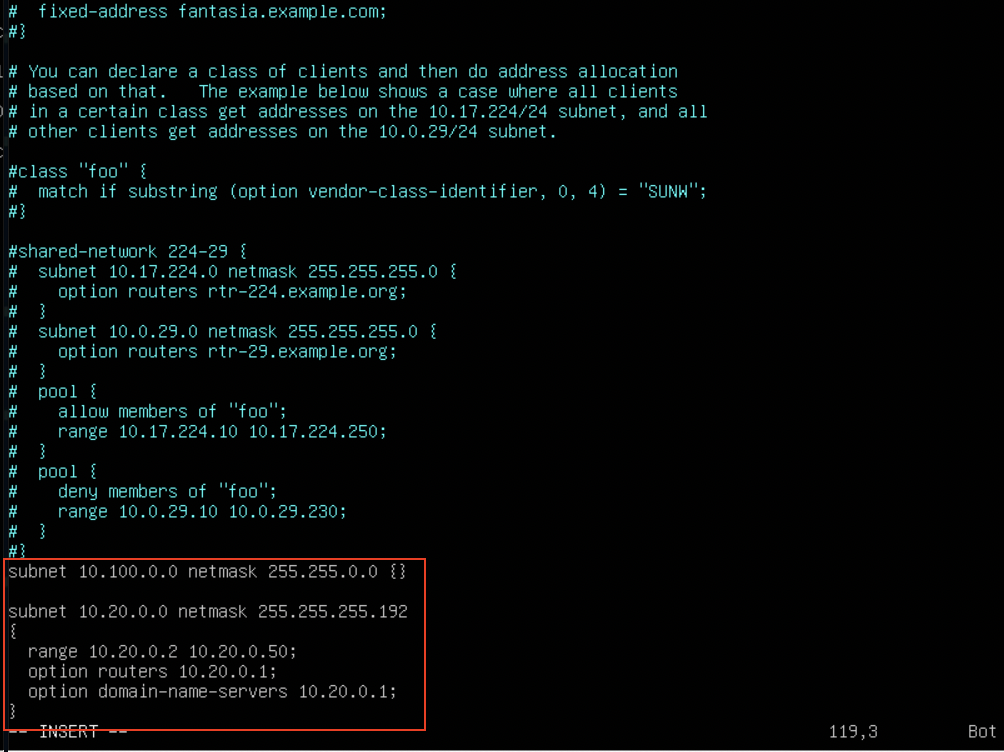 #  fixed-address fantasia.example.com;
#}

# You can declare a class of clients and then do address allocation
# based on that.   The example below shows a case where all clients
# in a certain class get addresses on the 10.17.224/24 subnet, and all
# other clients get addresses on the 10.0.29/24 subnet.

#class "foo" {
#  match if substring (option vendor-class-identifier, 0, 4) = "SUNW";
#}

#shared-network 224-29 {
#  subnet 10.17.224.0 netmask 255.255.255.0 {
#    option routers rtr-224.example.org;
#  }
#  subnet 10.0.29.0 netmask 255.255.255.0 {
#    option routers rtr-29.example.org;
#  }
#  pool {
#    allow members of "foo";
#    range 10.17.224.10 10.17.224.250;
#  }
#  pool {
#    deny members of "foo";
#    range 10.0.29.10 10.0.29.230;
#  }
#}
subnet 10.100.0.0 netmask 255.255.0.0 {}

subnet 10.20.0.0 netmask 255.255.255.192
{
  range 10.20.0.2 10.20.0.50;
  option routers 10.20.0.1;
  option domain-name-servers 10.20.0.1;
}
-- INSERT -- 119,3 Bot